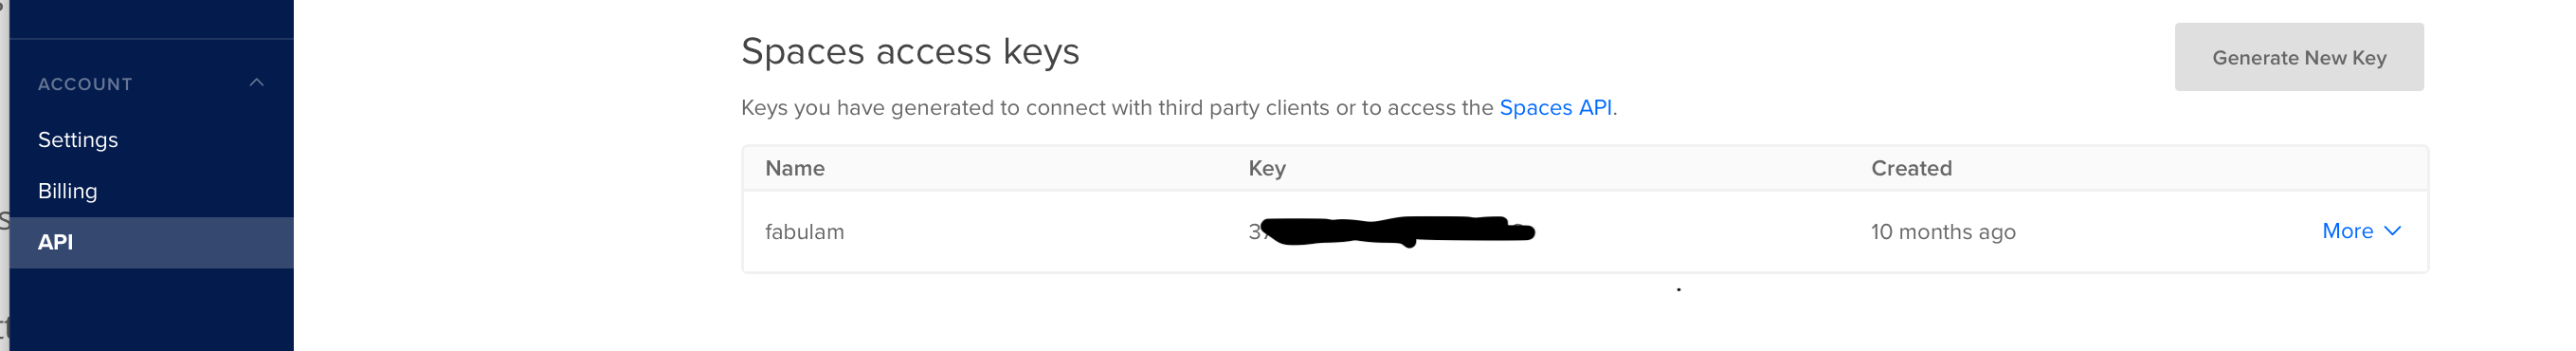 ACCOUNT
Settings
Billing
API
Spaces access keys
Generate New Key
Keys you have generated to connect with third party clients or to access the Spaces API.
Name Key Created
fabulam 10 months ago More